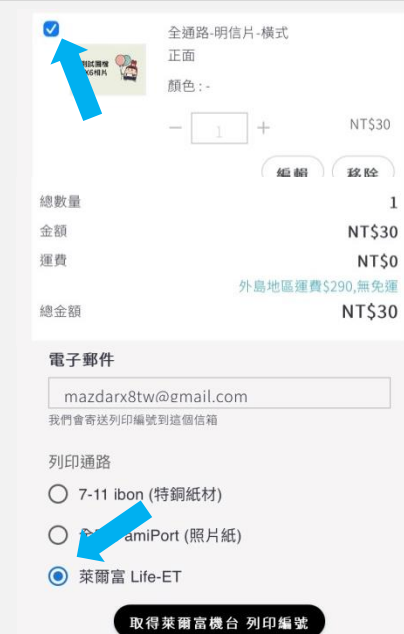 全通路-明信片-橫式
正面
顏色 : -
1
NT$30
編輯
移除
總數量
1
金額
NT$30
運費
NT$0
外島地區運費$290,無免運
總金額
NT$30
電子郵件
mazdarx8tw@gmail.com
我們會寄送列印編號到這個信箱
列印通路
7-11 ibon (特銅紙材)
amiPort (照片紙)
萊爾富 Life-ET
取得萊爾富機台 列印編號